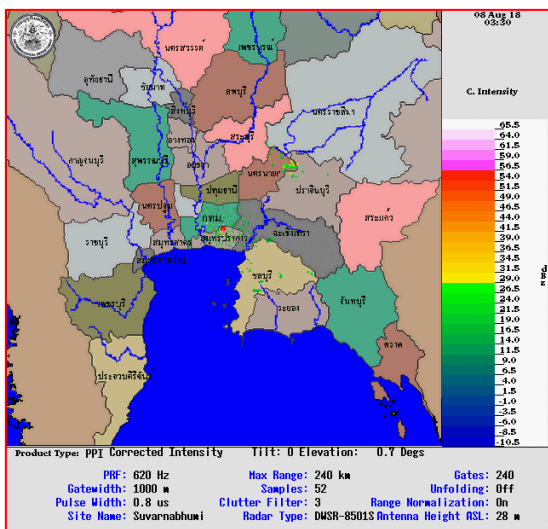 08 Aug 18
03:30
C. Intensity
65.5
64.0
61.5
59.0
56.5
54.0
51.5
49.0
46.5
44.0
41.5
39.0
36.5
34.0
31.5
29.0
26.5
24.0
21.5
19.0
16.5
14.0
11.5
9.0
6.5
4.0
1.5
-1.0
-3.5
-6.0
-8.5
-10.5
นครสวรรค์
เพชรบูรณ์
อุทัยธานี
ชัยนาท
ลพบุรี
สิงห์บุรี
นครราชสีมา
อ่างทอง
สระบุรี
กาญจนบุรี
สุพรรณบุรี
อยุธยา
นครนายก
ปทุมธานี
ปราจีนบุรี
นครปฐม
กทม.
สระแก้ว
ราชบุรี
สมุทรสาคร
สมุทรปราการ
ฉะเชิงเทรา
สมุทรสงคราม
ชลบุรี
เพชรบุรี
ระยอง
จันทบุรี
ตราด
ประจวบคีรีขันธ์
Product Type: PPI Corrected Intensity Tilt: 0 Elevation: 0.7 Degs
PRF: 620 Hz Max Range: 240 km Gates: 240
Gatewidth: 1000 m Samples: 52 Unfolding: Off
Pulse Width: 0.8 us Clutter Filter: 3 Range Normalization: On
Site Name: Suvarnabhumi Radar Type: DWSR-8501S Antenna Height ASL: 28 m